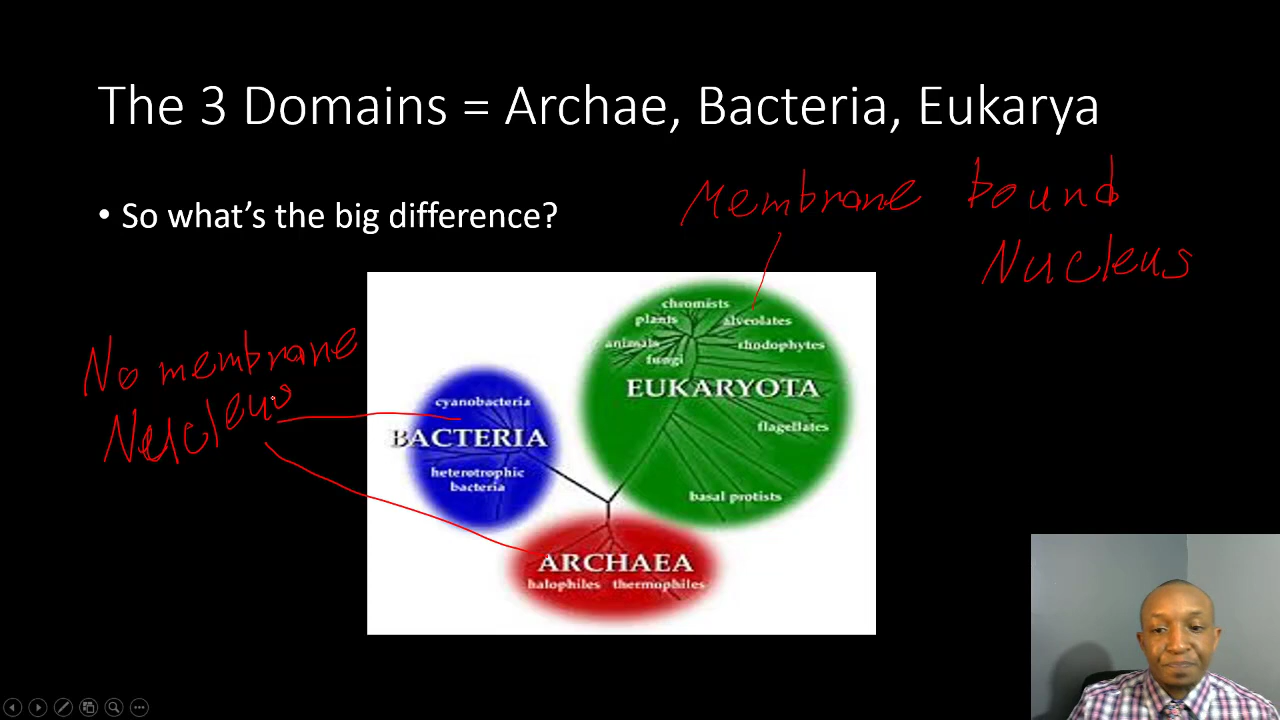 The 3 Domains = Archae, Bacteria, Eukarya
• So what's the big difference?
Membrane bound
Nucleus
No membrane
Nucleus
chromists
plants
alveolates
animals
rhodophytes
fungi
EUKARYOTA
flagellates
basal protists
cyanobacteria
BACTERIA
heterotrophic
bacteria
ARCHAEA
halophiles thermophiles